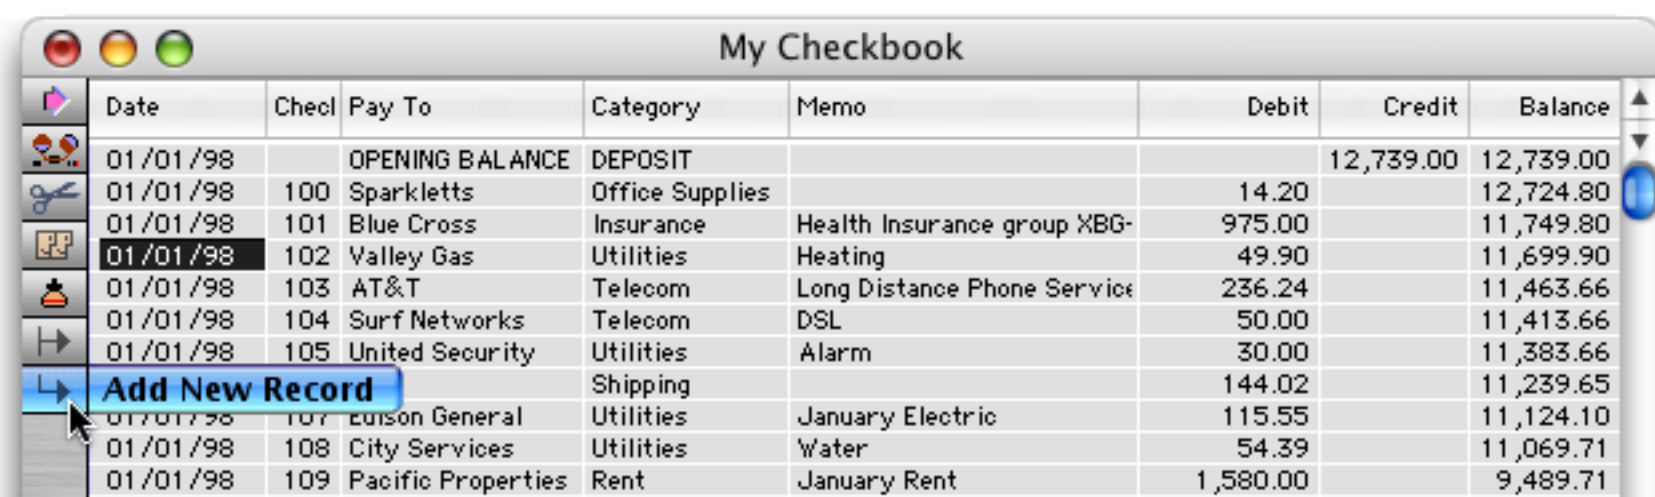 My Checkbook
Date Checl Pay To Category Memo Debit Credit Balance
01/01/98 OPENING BALANCE DEPOSIT 12,739.00 12,739.00
01/01/98 100 Sparkletts Office Supplies 14.20 12,724.80
01/01/98 101 Blue Cross Insurance Health Insurance group XBG- 975.00 11,749.80
01/01/98 102 Valley Gas Utilities Heating 49.90 11,699.90
01/01/98 103 AT&T Telecom Long Distance Phone Service 236.24 11,463.66
01/01/98 104 Surf Networks Telecom DSL 50.00 11,413.66
01/01/98 105 United Security Utilities Alarm 30.00 11,383.66
Add New Record Shipping 144.02 11,239.65
01/01/98 107 Edison General Utilities January Electric 115.55 11,124.10
01/01/98 108 City Services Utilities Water 54.39 11,069.71
01/01/98 109 Pacific Properties Rent January Rent 1,580.00 9,489.71